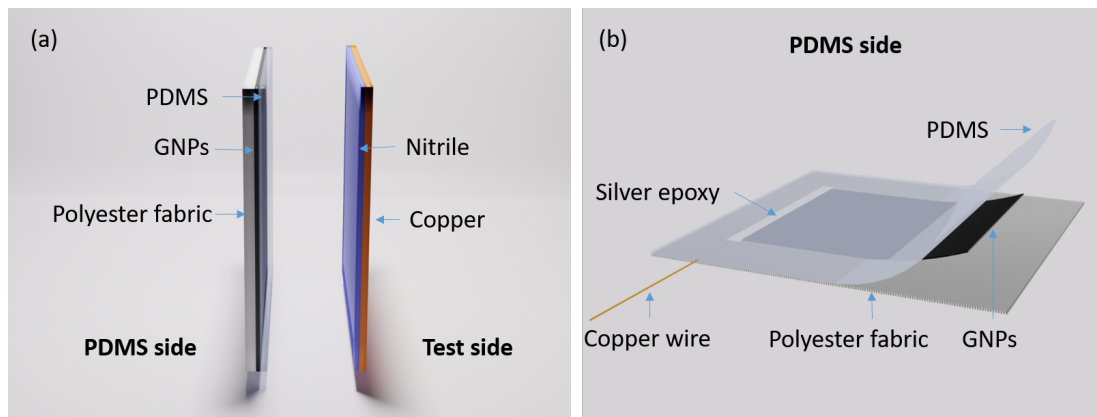 (a)
PDMS
GNPs
Nitrile
Polyester fabric
Copper
PDMS side
Test side
(b)
PDMS side
PDMS
Silver epoxy
Copper wire
Polyester fabric
GNPs